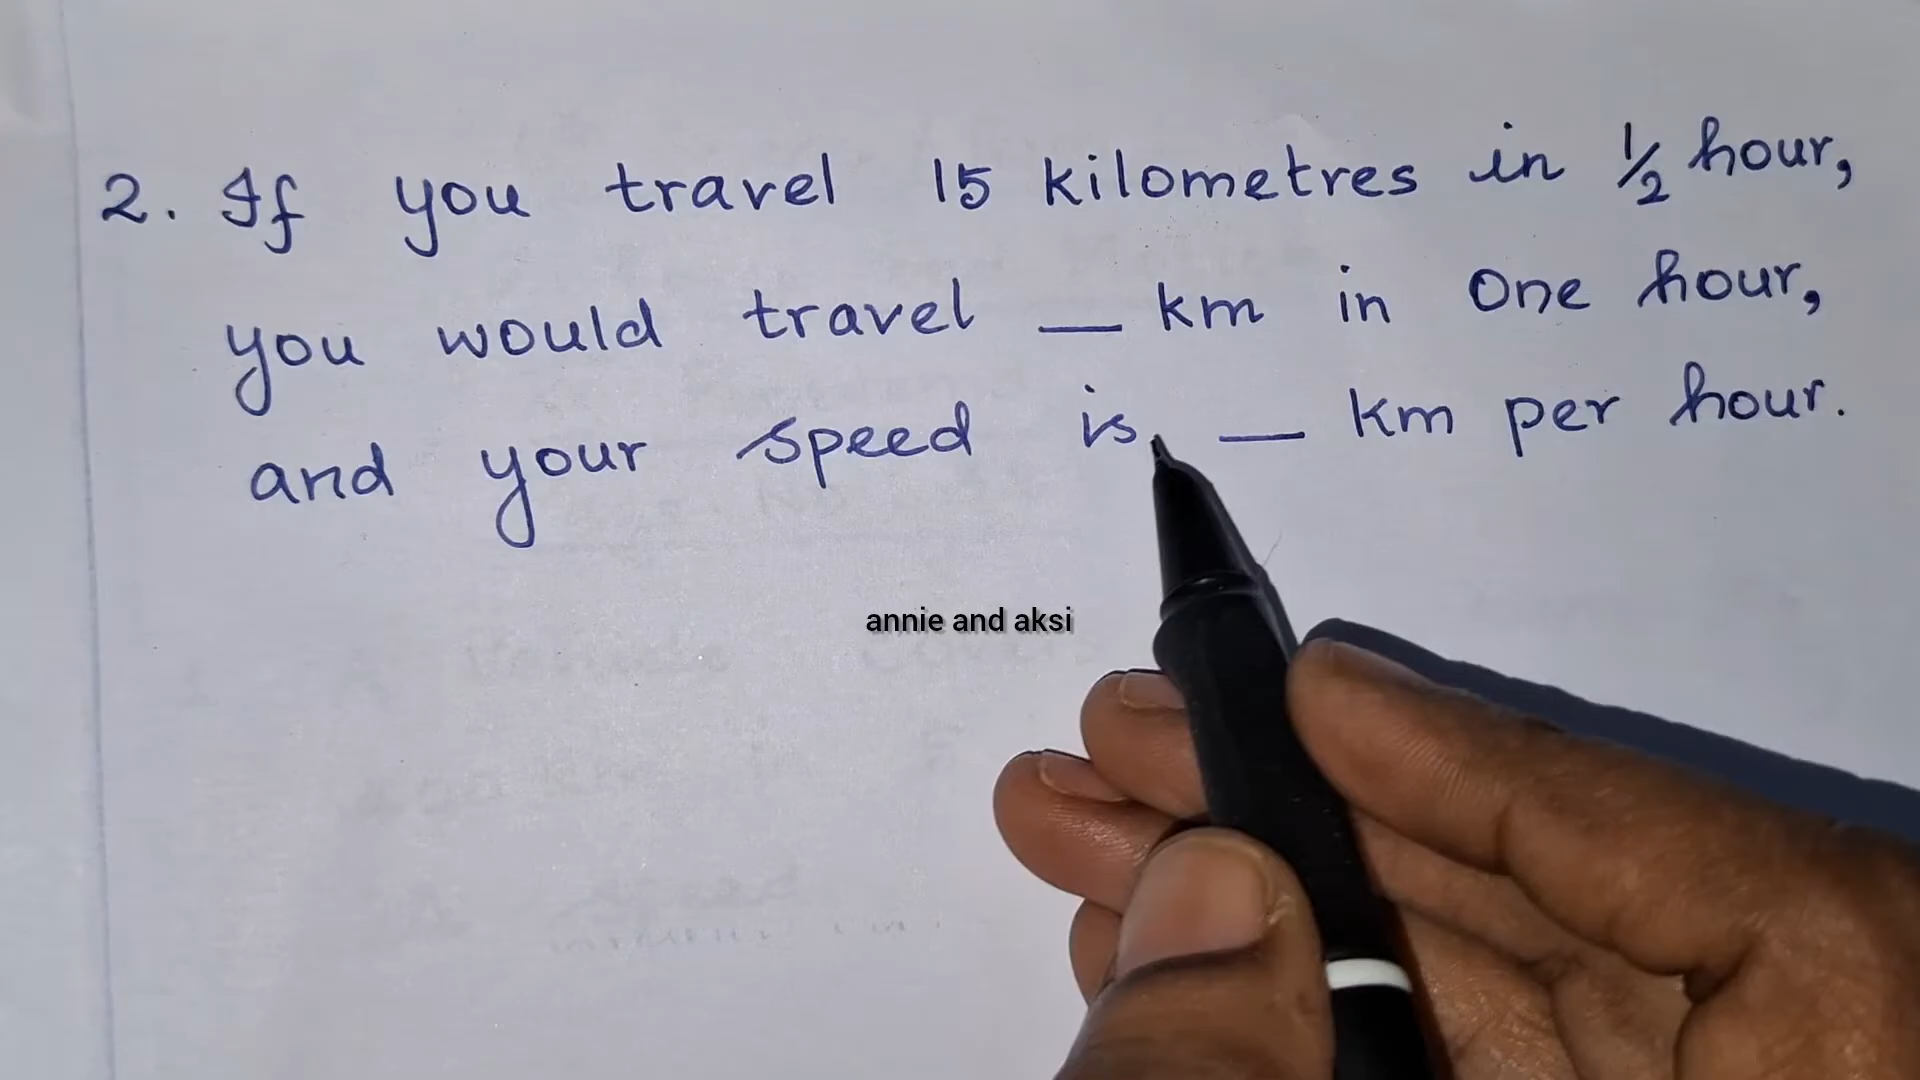 2. If you travel 15 kilometres in 1/2 hour,
you would travel __ km in one hour,
and your speed is __ km per hour.
annie and aksi